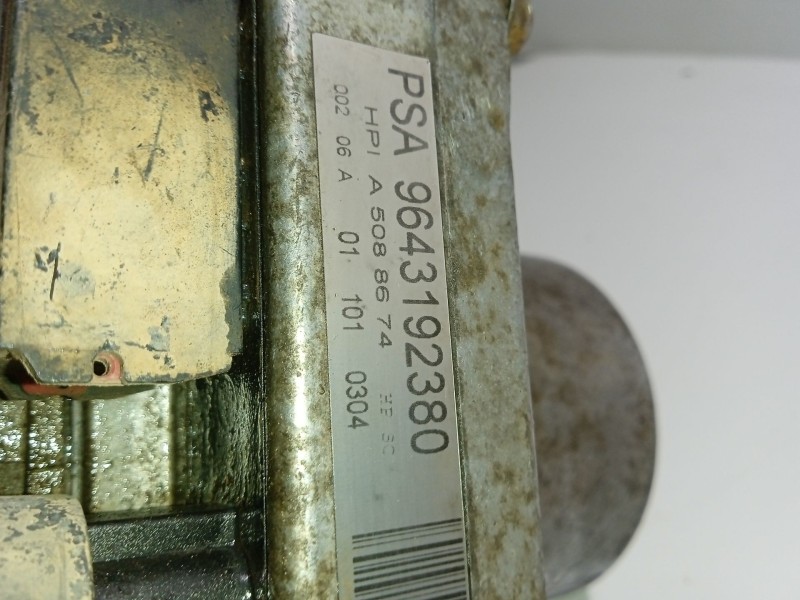 PSA 9643192380
HPI A 508 86 74
002 06 A 01 101 0304